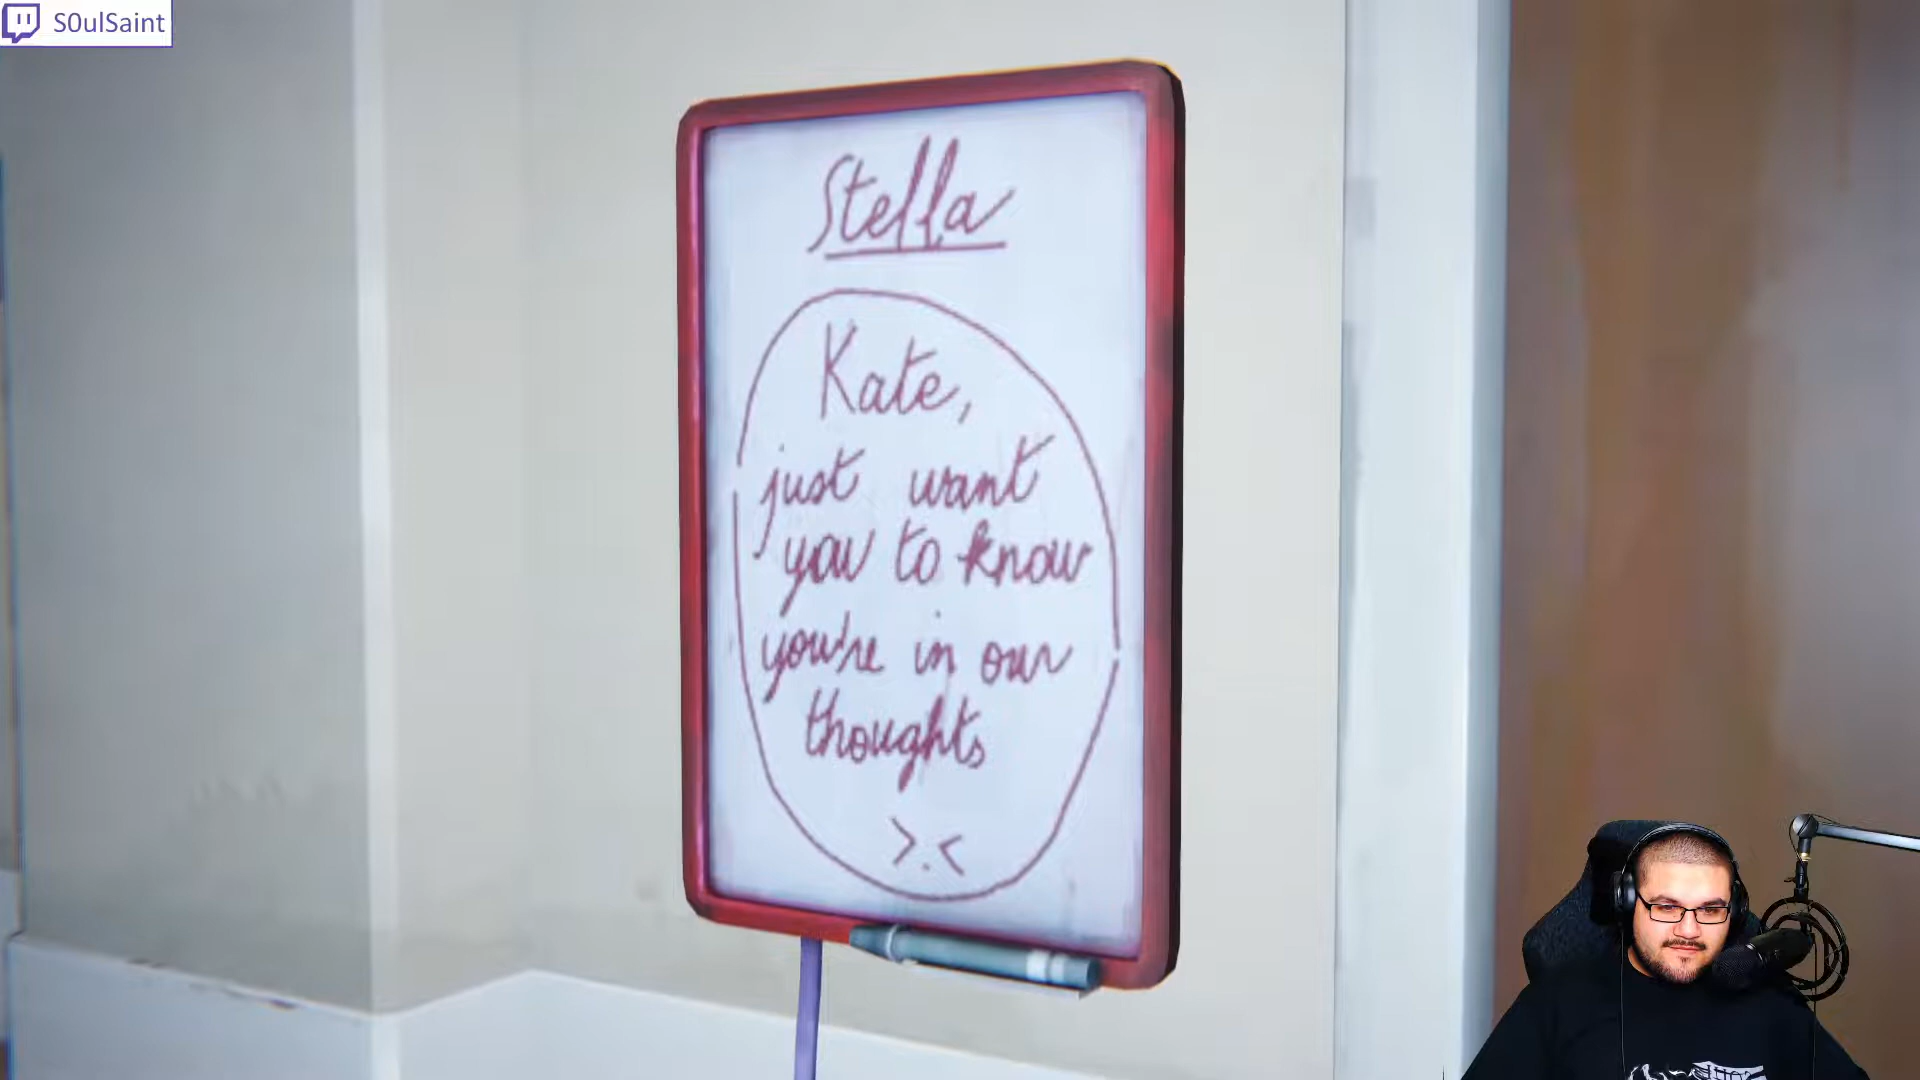 S0ulSaint
Stella
Kate,
just want
you to know
you're in our
thoughts
>.<